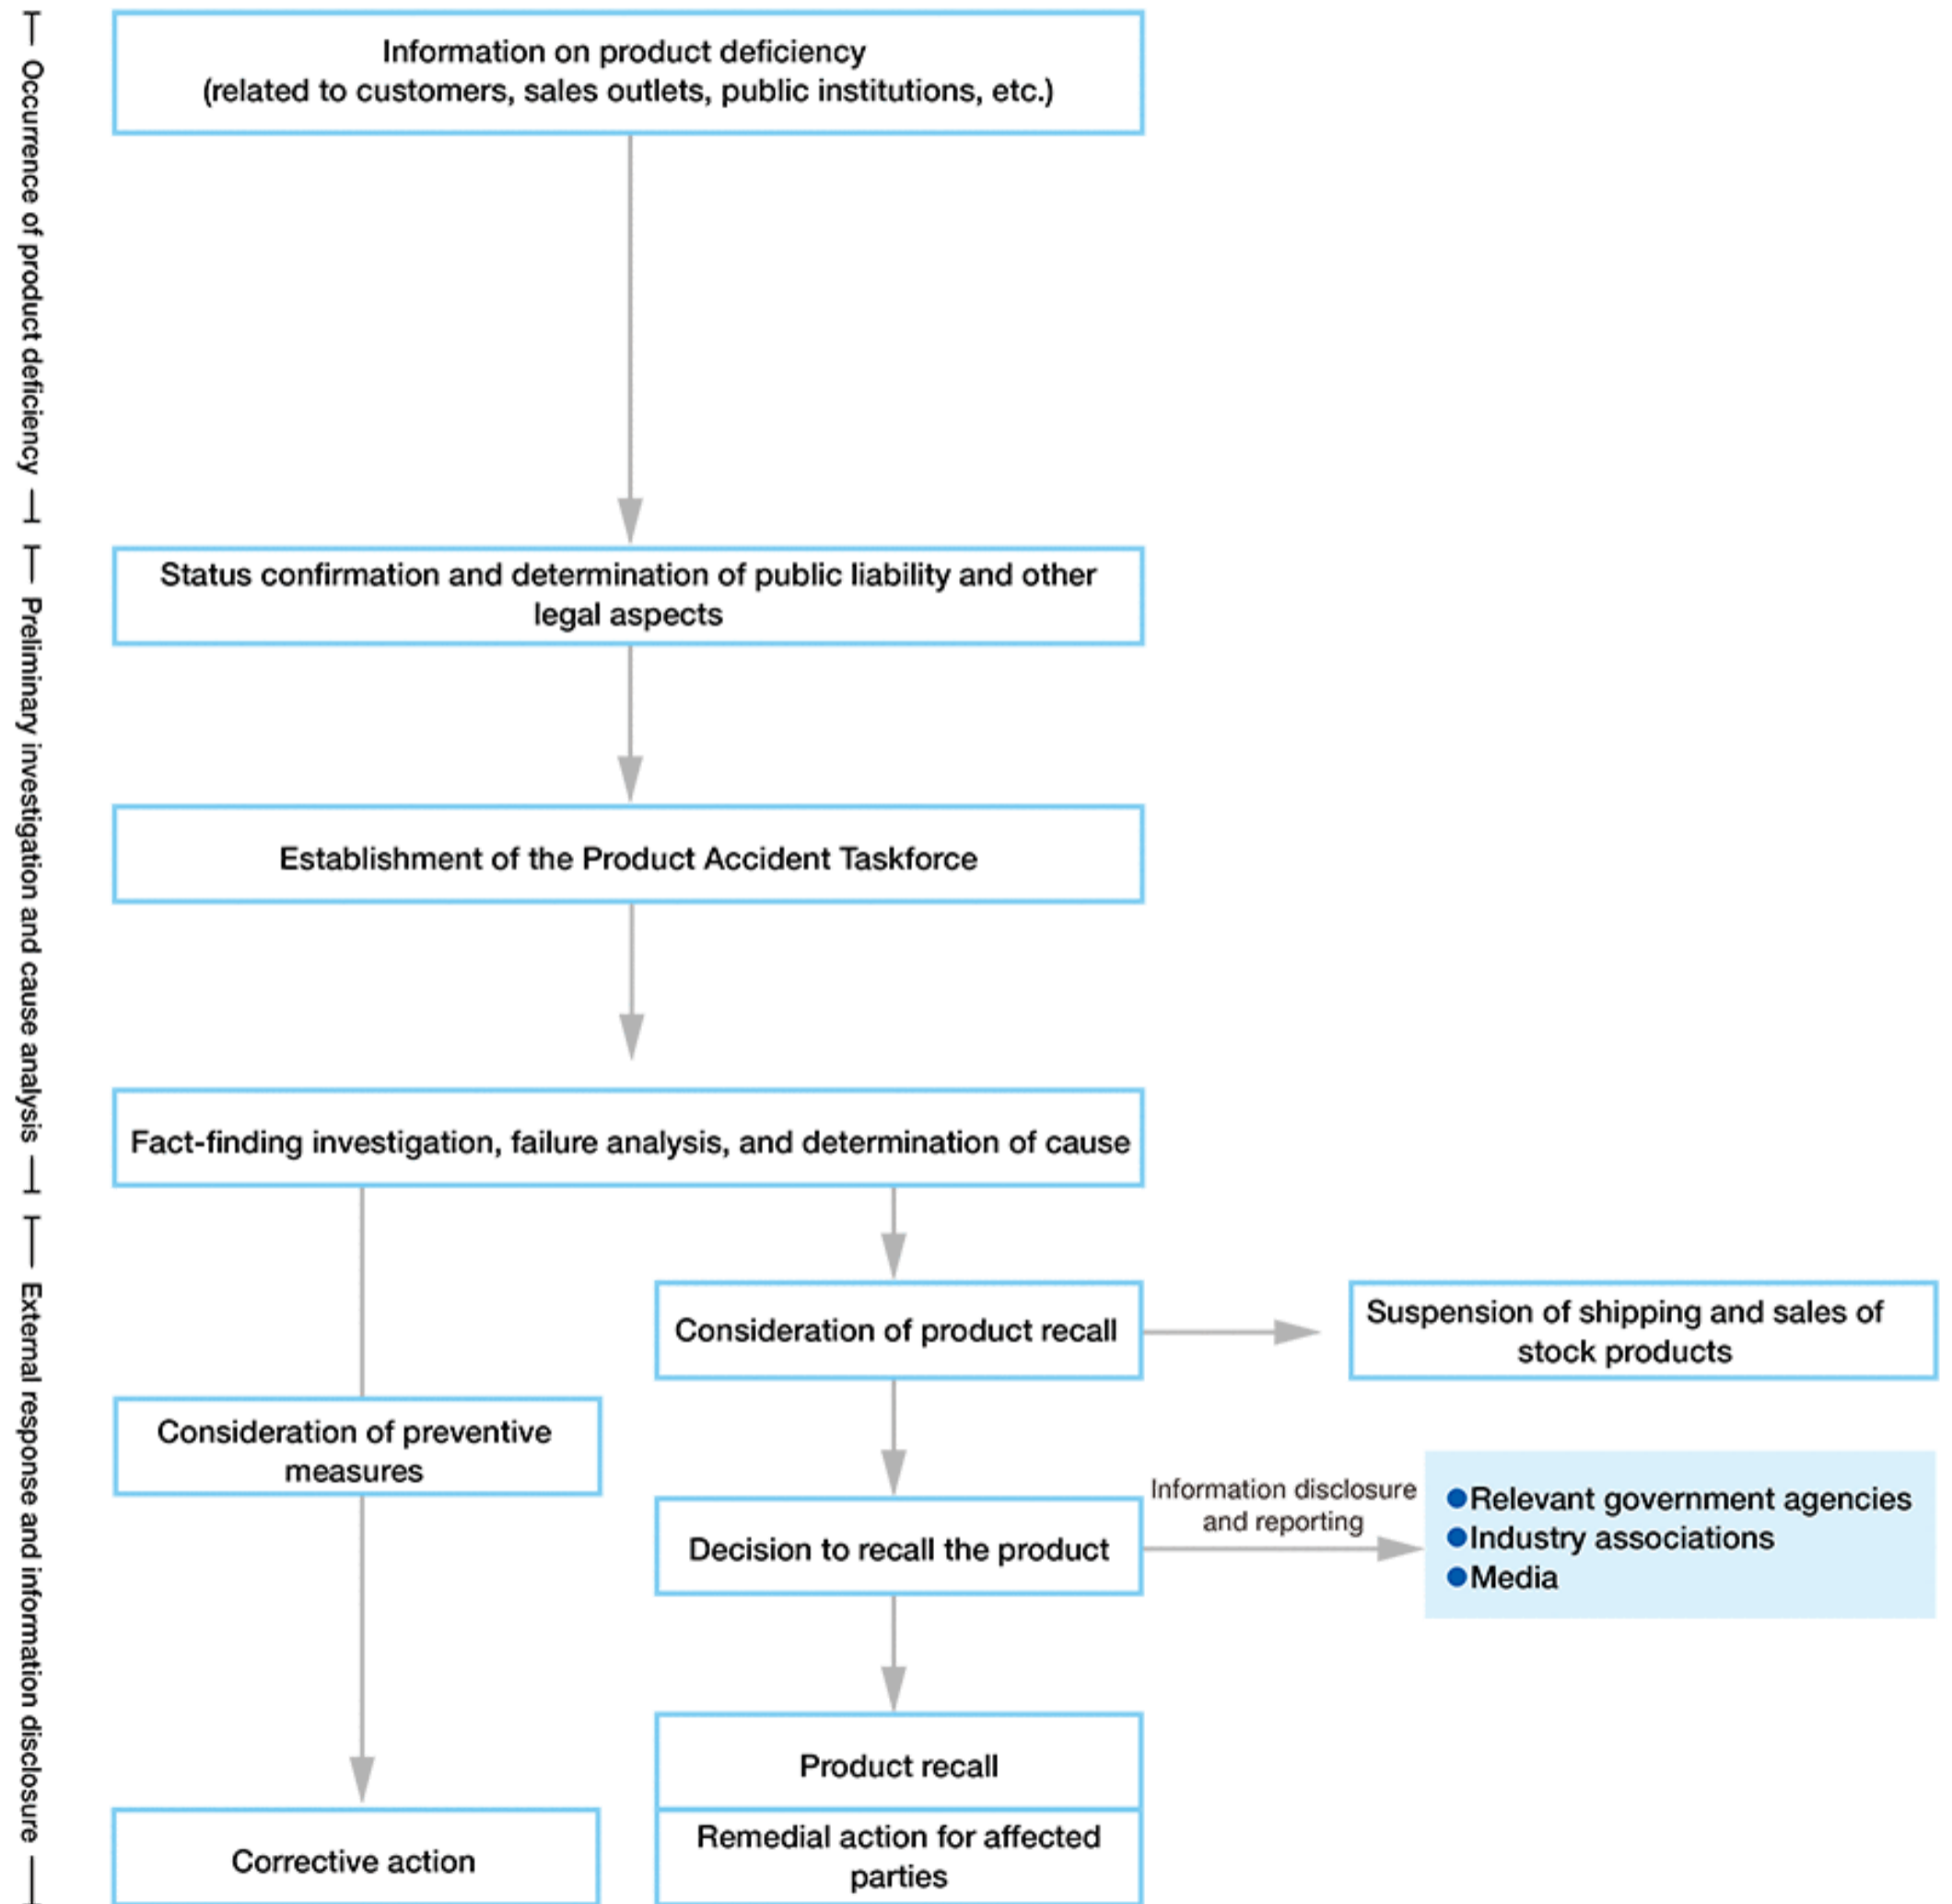 Occurrence of product deficiency
Information on product deficiency
(related to customers, sales outlets, public institutions, etc.)
Preliminary investigation and cause analysis
Status confirmation and determination of public liability and other
legal aspects
Establishment of the Product Accident Taskforce
Fact-finding investigation, failure analysis, and determination of cause
External response and information disclosure
Consideration of product recall
Suspension of shipping and sales of
stock products
Consideration of preventive
measures
Decision to recall the product
Information disclosure
and reporting
●Relevant government agencies
●Industry associations
●Media
Product recall
Remedial action for affected
parties
Corrective action